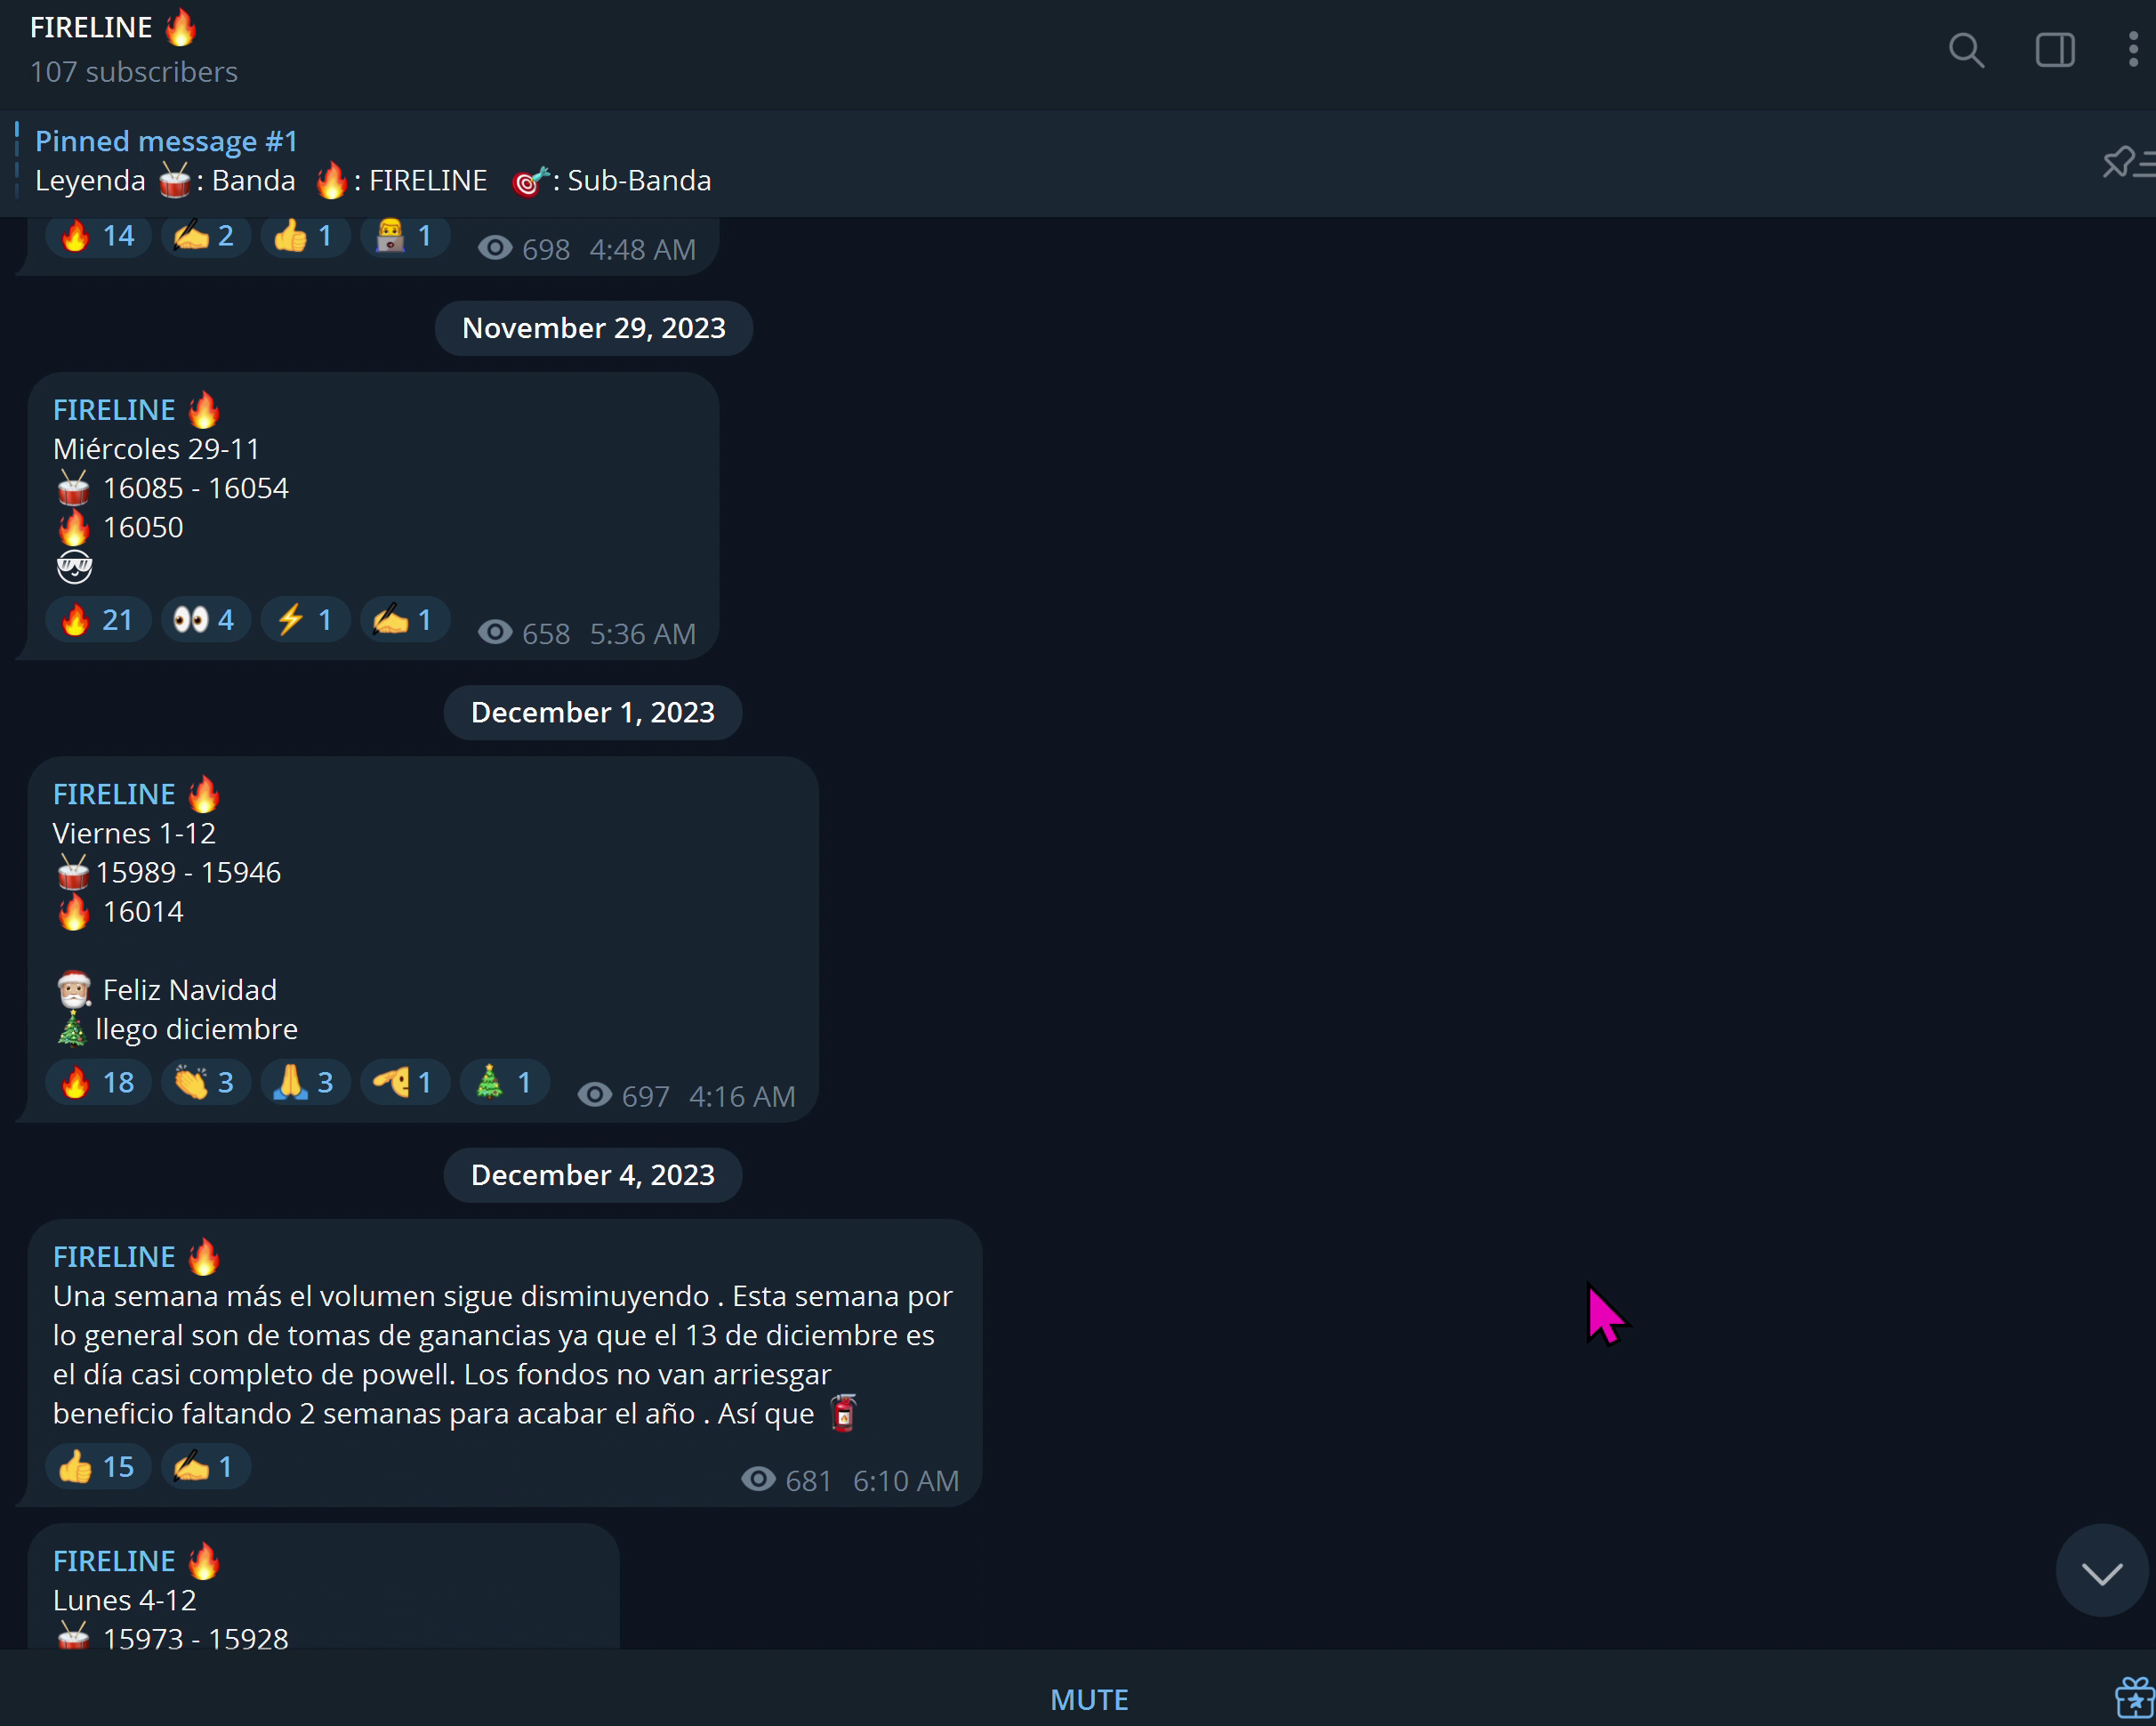 FIRELINE 🔥
107 subscribers
Pinned message #1
Leyenda 🥁: Banda 🔥: FIRELINE 🎯: Sub-Banda
🔥 14 ✍️ 2 👍 1 👨‍💻 1 698 4:48 AM
November 29, 2023
FIRELINE 🔥
Miércoles 29-11
🥁 16085 - 16054
🔥 16050
😎
🔥 21 👀 4 ⚡ 1 ✍️ 1 658 5:36 AM
December 1, 2023
FIRELINE 🔥
Viernes 1-12
🥁15989 - 15946
🔥 16014
🎅🏼 Feliz Navidad
🎄llego diciembre
🔥 18 👏 3 🙏 3 🫡 1 🎄 1 697 4:16 AM
December 4, 2023
FIRELINE 🔥
Una semana más el volumen sigue disminuyendo . Esta semana por
lo general son de tomas de ganancias ya que el 13 de diciembre es
el día casi completo de powell. Los fondos no van arriesgar
beneficio faltando 2 semanas para acabar el año . Así que 🧯
👍 15 ✍️ 1 681 6:10 AM
FIRELINE 🔥
Lunes 4-12
🥁 15973 - 15928
MUTE